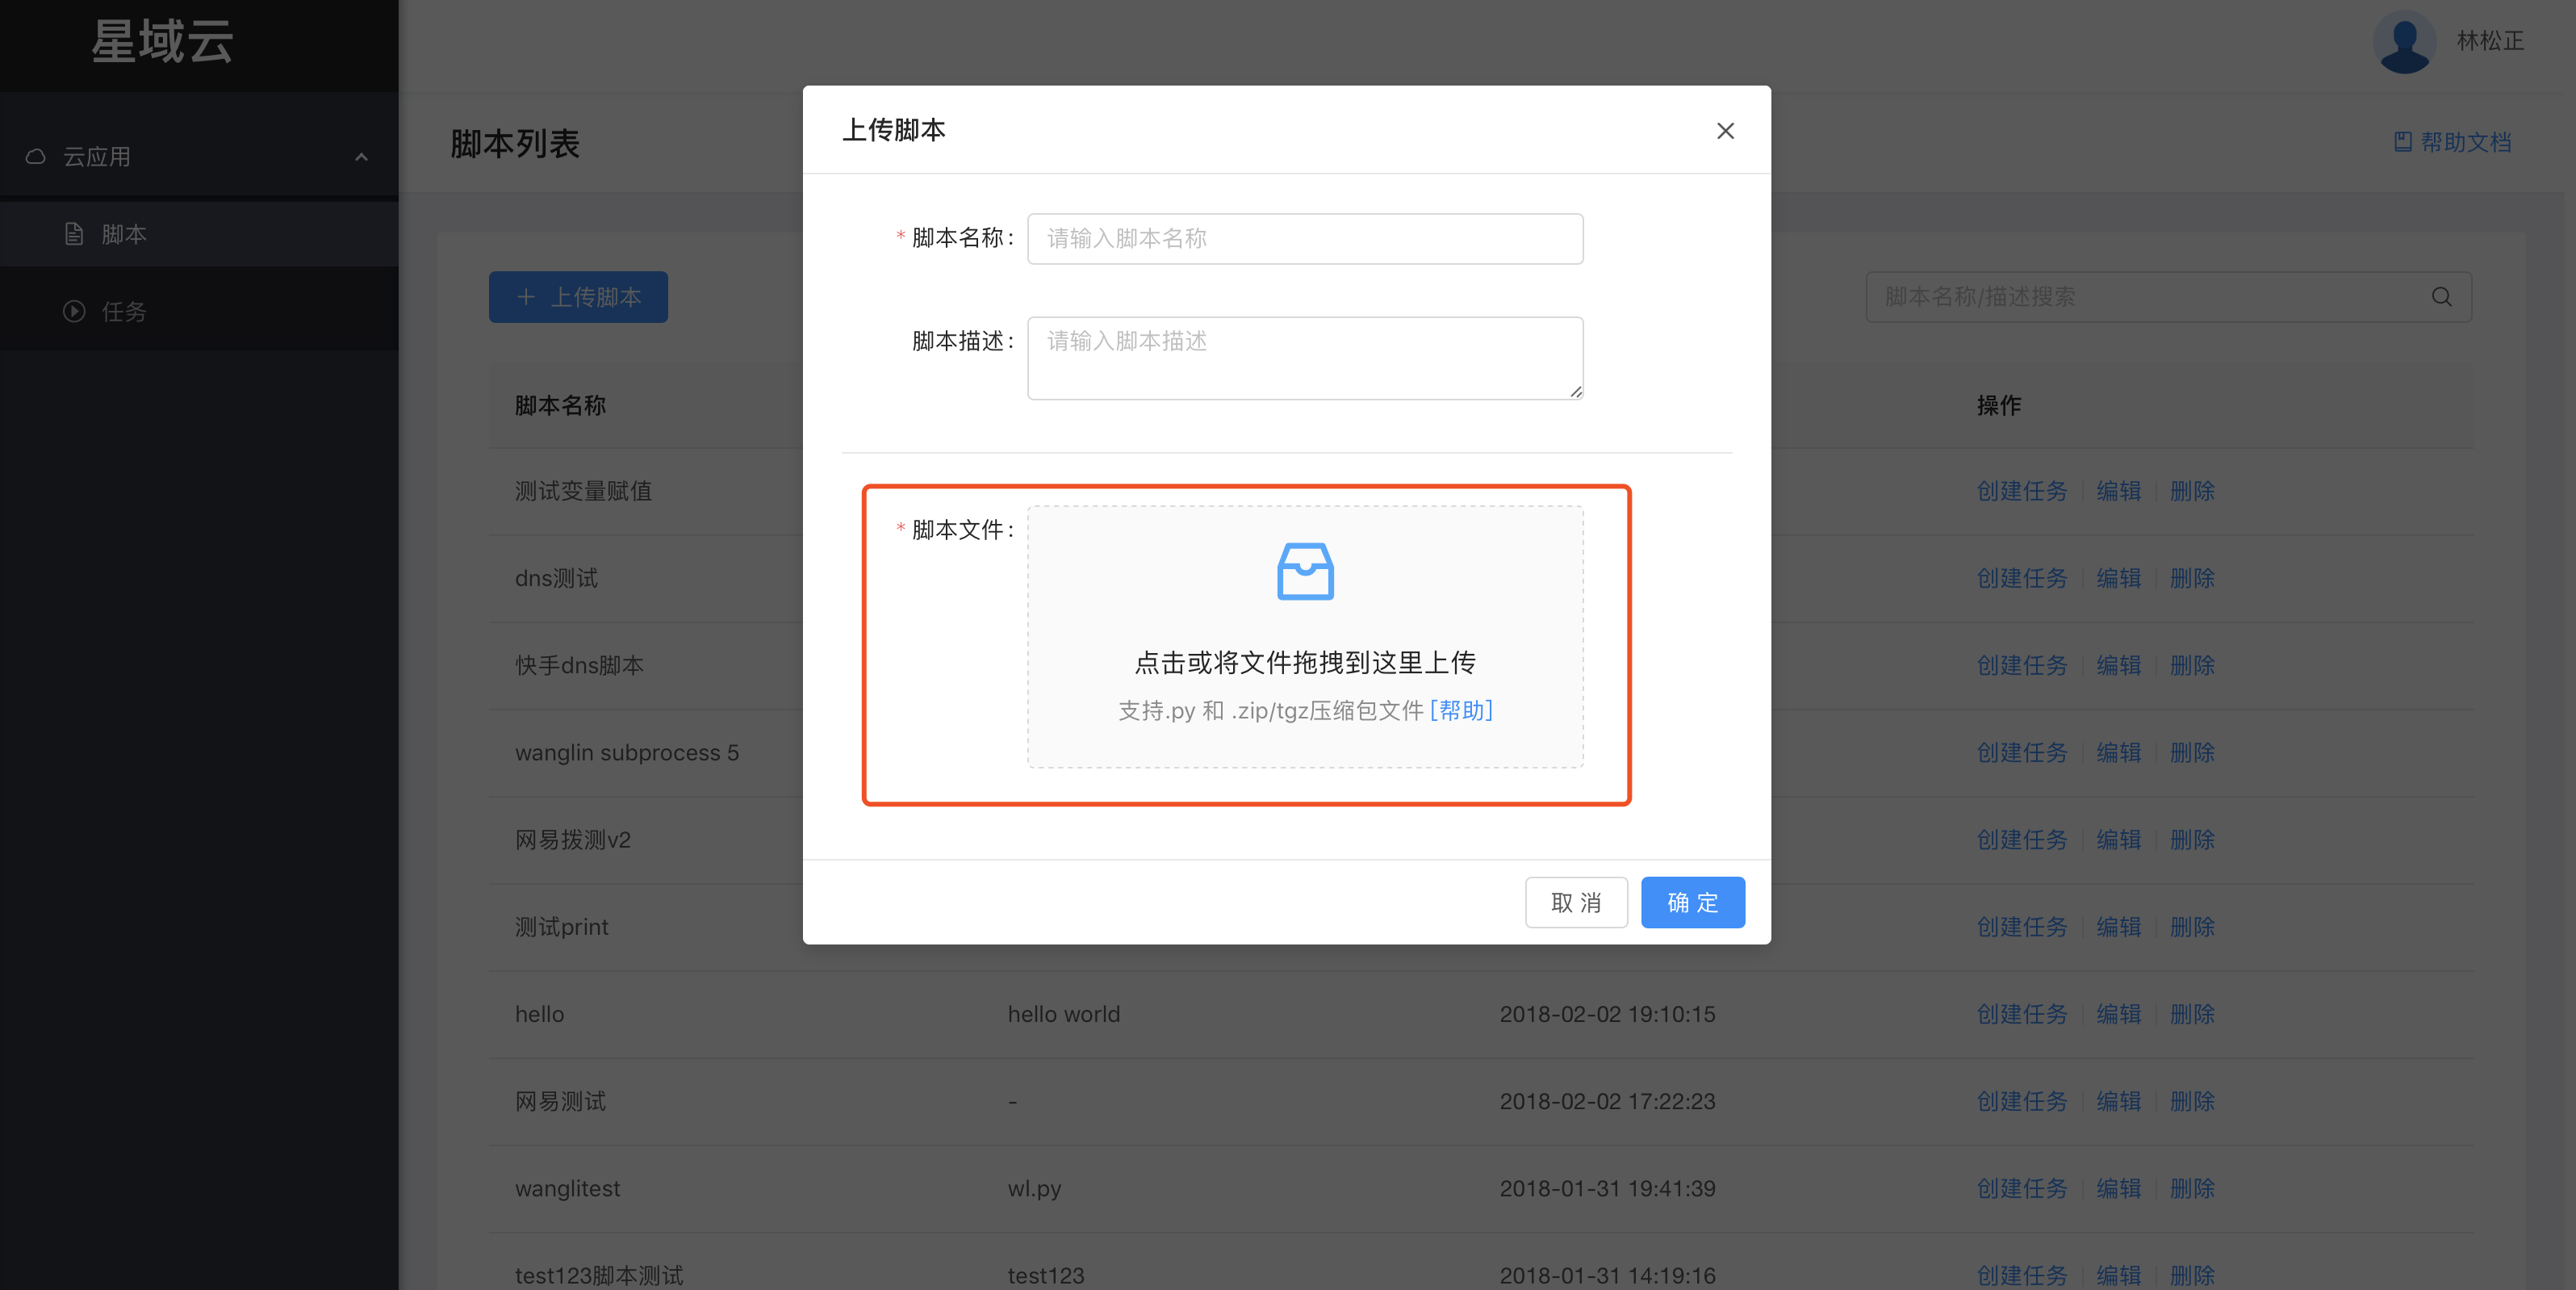 星域云
林松正
云应用
脚本
任务
脚本列表
帮助文档
+ 上传脚本
脚本名称/描述搜索
脚本名称 操作
测试变量赋值 创建任务 编辑 删除
dns测试 创建任务 编辑 删除
快手dns脚本 创建任务 编辑 删除
wanglin subprocess 5 创建任务 编辑 删除
网易拨测v2 创建任务 编辑 删除
测试print 创建任务 编辑 删除
hello hello world 2018-02-02 19:10:15 创建任务 编辑 删除
网易测试 - 2018-02-02 17:22:23 创建任务 编辑 删除
wanglitest wl.py 2018-01-31 19:41:39 创建任务 编辑 删除
test123脚本测试 test123 2018-01-31 14:19:16 创建任务 编辑 删除
上传脚本
* 脚本名称: 请输入脚本名称
脚本描述: 请输入脚本描述
* 脚本文件:
点击或将文件拖拽到这里上传
支持.py 和 .zip/tgz压缩包文件 [帮助]
取 消 确 定